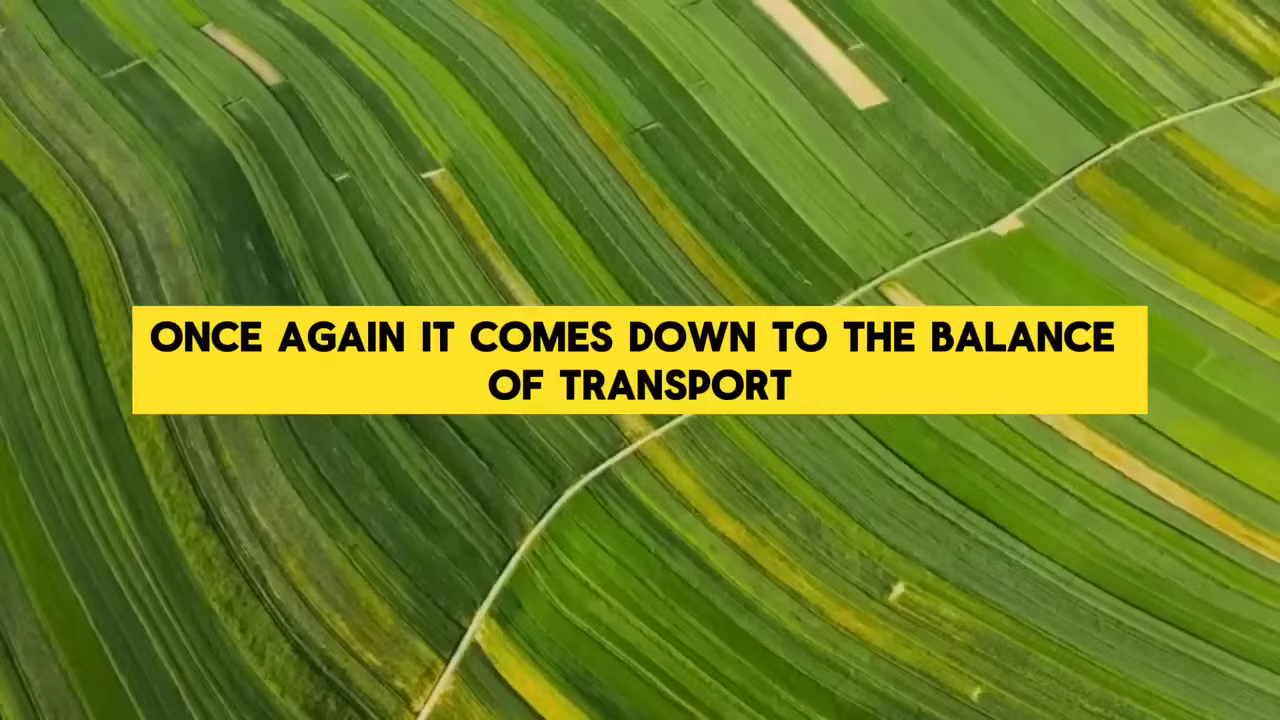 ONCE AGAIN IT COMES DOWN TO THE BALANCE
OF TRANSPORT